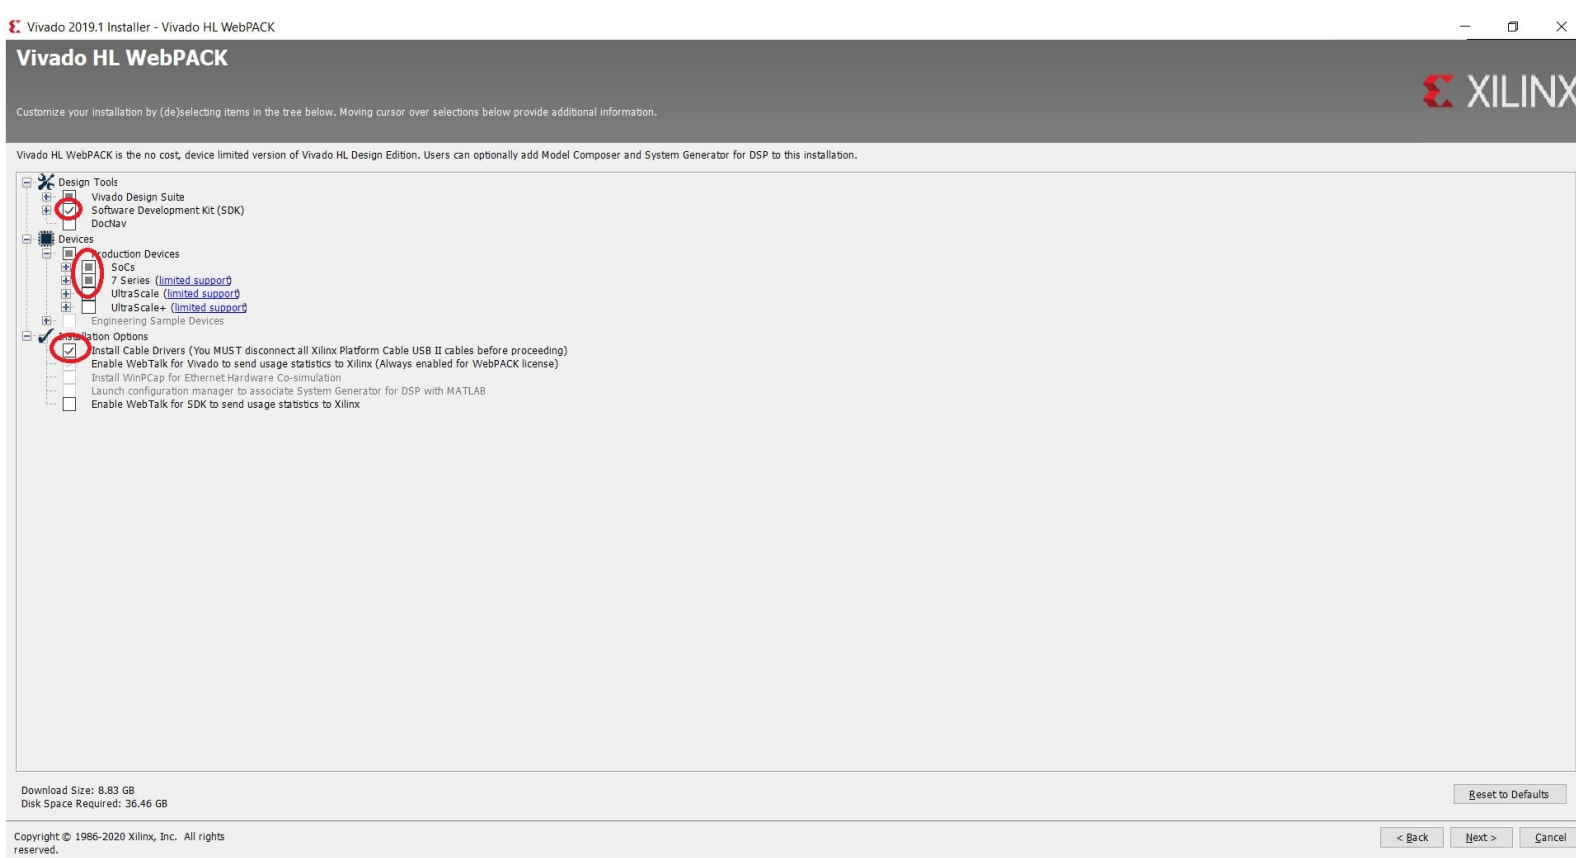 Vivado 2019.1 Installer - Vivado HL WebPACK
Vivado HL WebPACK
XILINX
Customize your installation by (de)selecting items in the tree below. Moving cursor over selections below provide additional information.
Vivado HL WebPACK is the no cost, device limited version of Vivado HL Design Edition. Users can optionally add Model Composer and System Generator for DSP to this installation.
Design Tools
Vivado Design Suite
Software Development Kit (SDK)
DocNav
Devices
Production Devices
SoCs
7 Series (limited support)
UltraScale (limited support)
UltraScale+ (limited support)
Engineering Sample Devices
Installation Options
Install Cable Drivers (You MUST disconnect all Xilinx Platform Cable USB II cables before proceeding)
Enable WebTalk for Vivado to send usage statistics to Xilinx (Always enabled for WebPACK license)
Install WinPCap for Ethernet Hardware Co-simulation
Launch configuration manager to associate System Generator for DSP with MATLAB
Enable WebTalk for SDK to send usage statistics to Xilinx
Download Size: 8.83 GB
Disk Space Required: 36.46 GB
Reset to Defaults
Copyright © 1986-2020 Xilinx, Inc. All rights
reserved.
< Back Next > Cancel